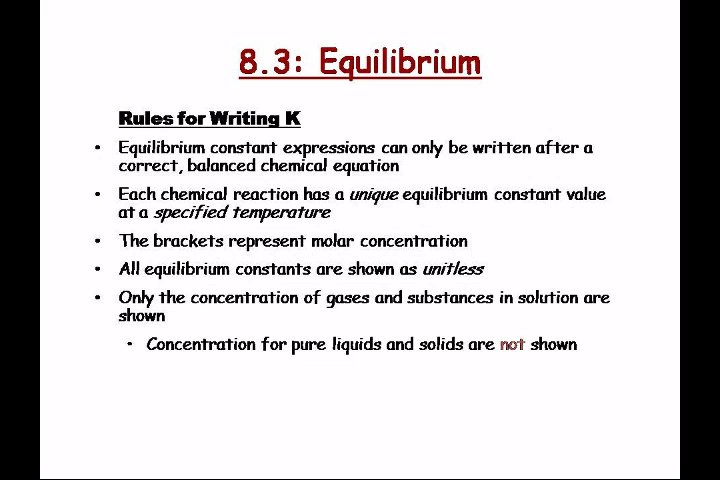 8.3: Equilibrium
Rules for Writing K
• Equilibrium constant expressions can only be written after a
correct, balanced chemical equation
• Each chemical reaction has a unique equilibrium constant value
at a specified temperature
• The brackets represent molar concentration
• All equilibrium constants are shown as unitless
• Only the concentration of gases and substances in solution are
shown
• Concentration for pure liquids and solids are not shown